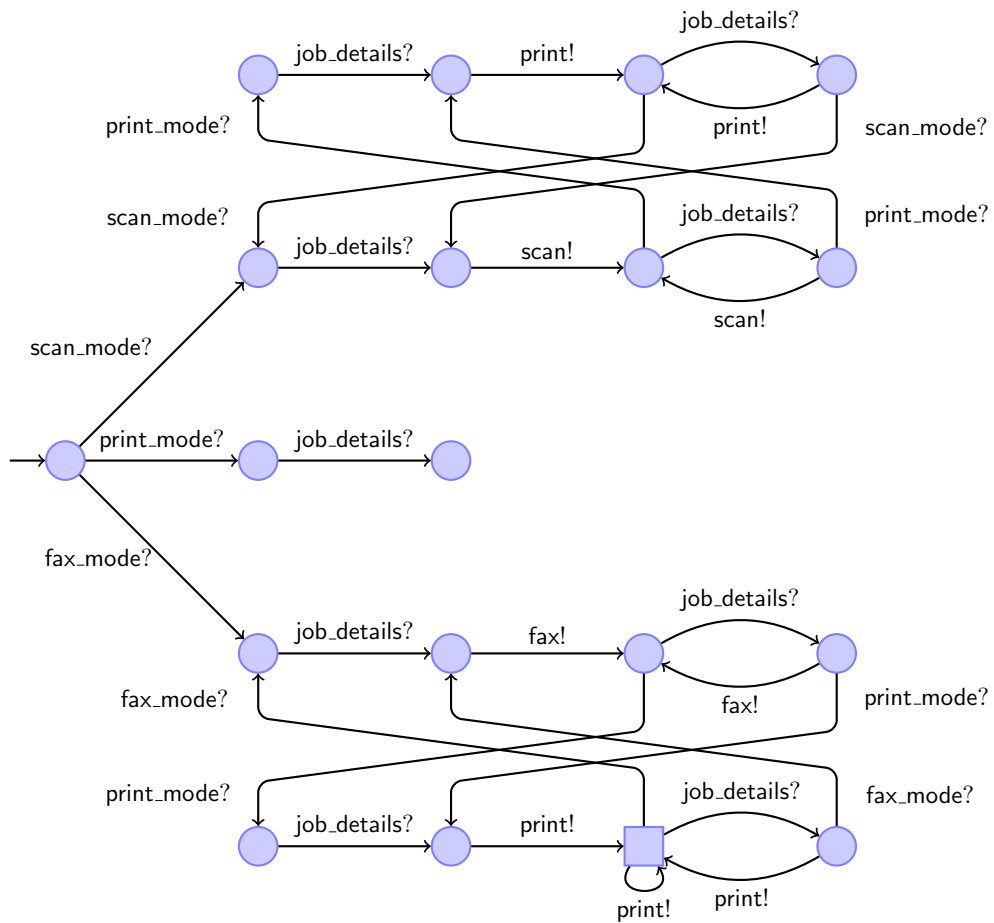 job_details?
job_details?
print!
print_mode?
print!
scan_mode?
scan_mode?
job_details?
print_mode?
job_details?
scan!
scan!
scan_mode?
print_mode?
job_details?
fax_mode?
job_details?
job_details?
fax!
fax_mode?
fax!
print_mode?
print_mode?
job_details?
fax_mode?
job_details?
print!
print!
print!